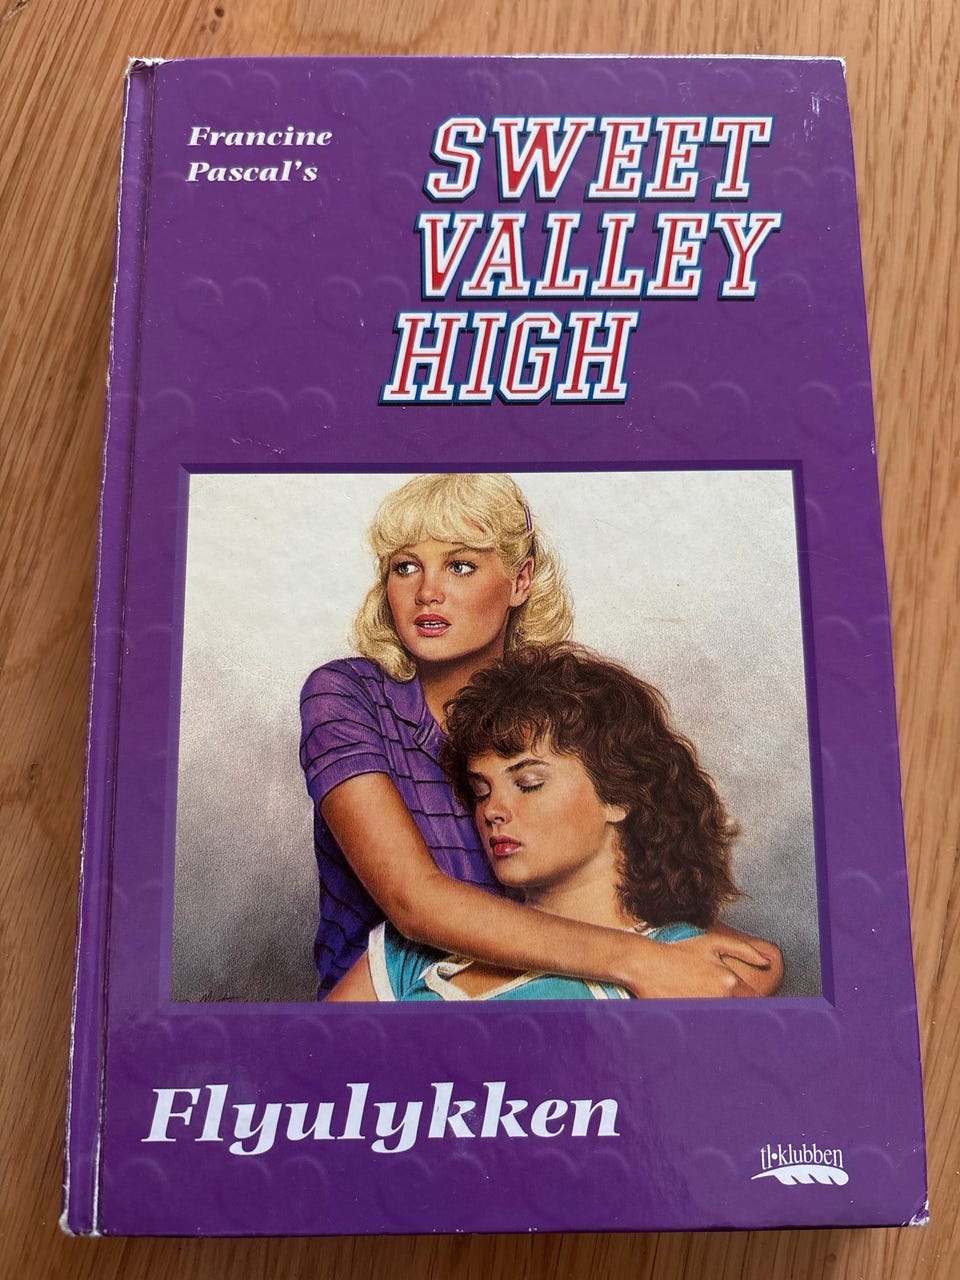 Francine
Pascal's
SWEET
VALLEY
HIGH
Flyulykken
tl•klubben